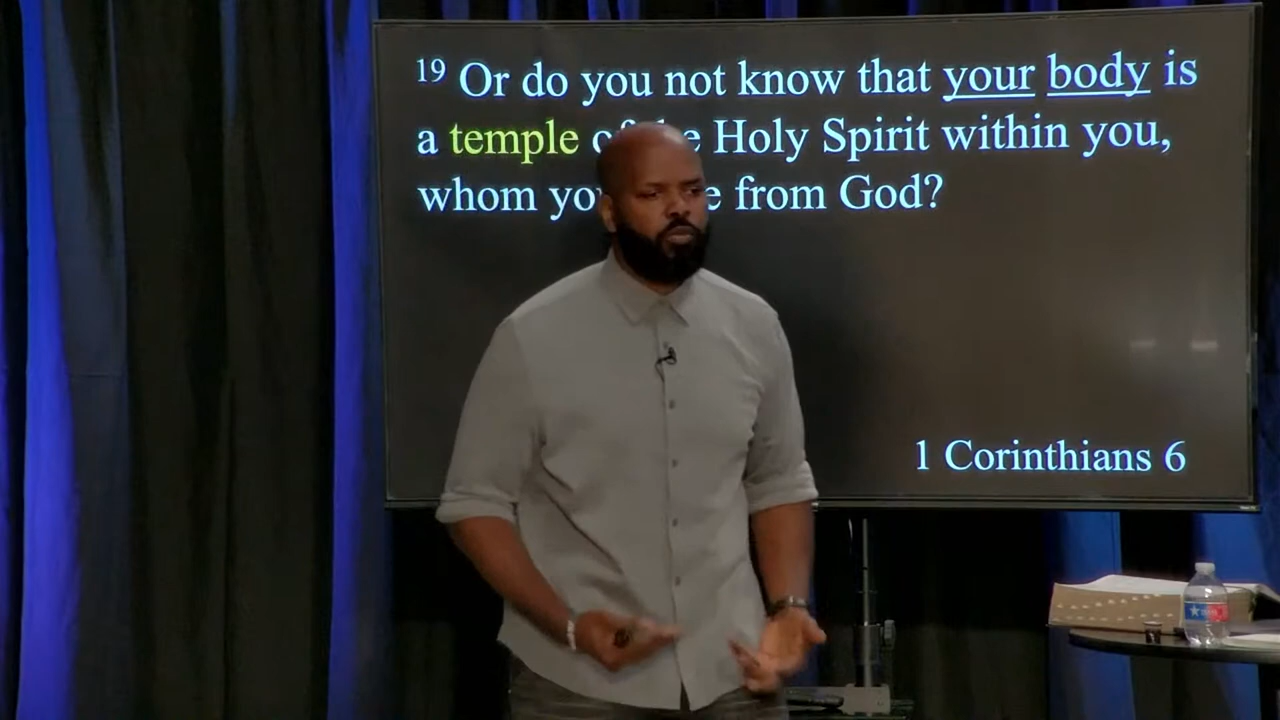 19 Or do you not know that your body is
a temple Holy Spirit within you,
whom from God?
1 Corinthians 6